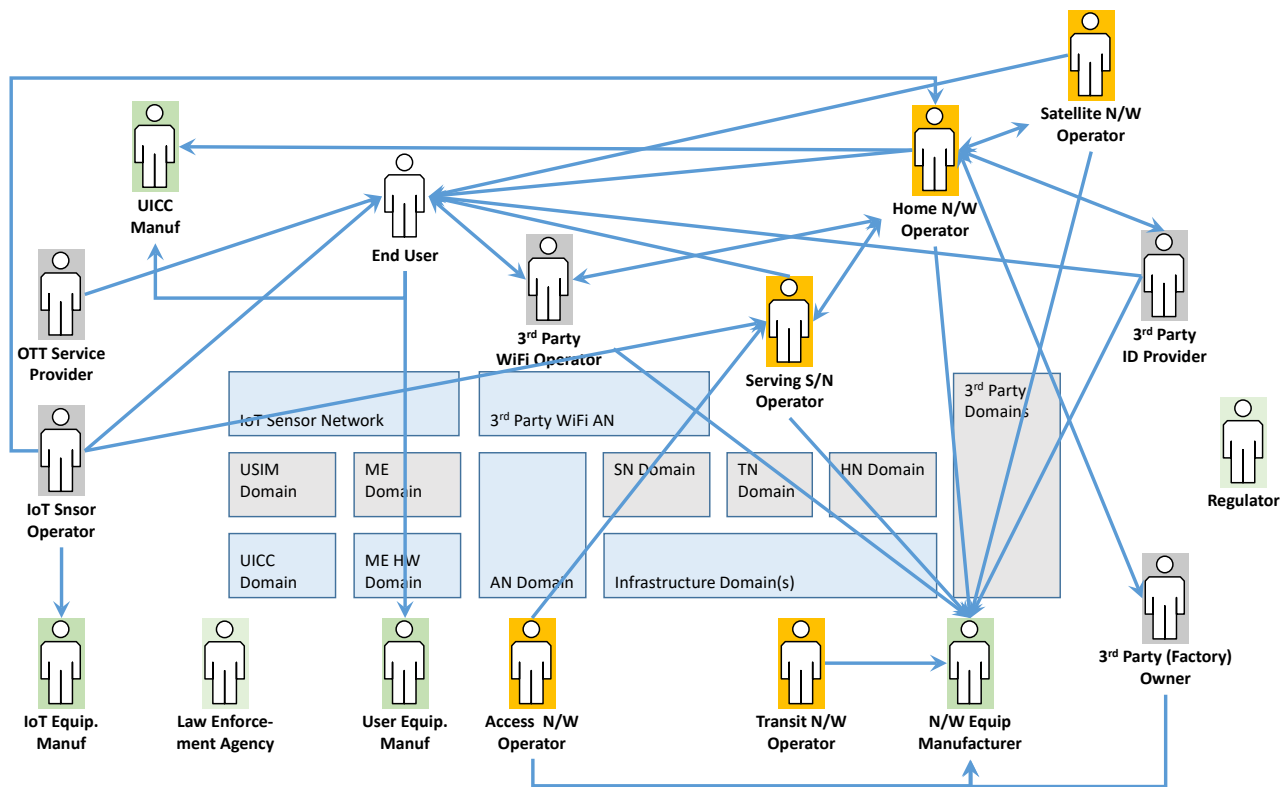 Satellite N/W
Operator
UICC
Manuf
End User
Home N/W
Operator
OTT Service
Provider
3rd Party
WiFi Operator
Serving S/N
Operator
3rd Party
ID Provider
IoT Sensor Network
3rd Party WiFi AN
3rd Party
Domains
USIM
Domain
ME
Domain
SN Domain
TN
Domain
HN Domain
Regulator
IoT Snsor
Operator
UICC
Domain
ME HW
Domain
AN Domain
Infrastructure Domain(s)
IoT Equip.
Manuf
Law Enforce-
ment Agency
User Equip.
Manuf
Access N/W
Operator
Transit N/W
Operator
N/W Equip
Manufacturer
3rd Party (Factory)
Owner